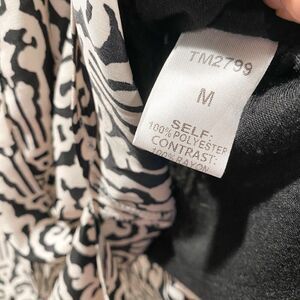 TM2799
M
SELF:
100% POLYESTER
CONTRAST:
100% RAYON